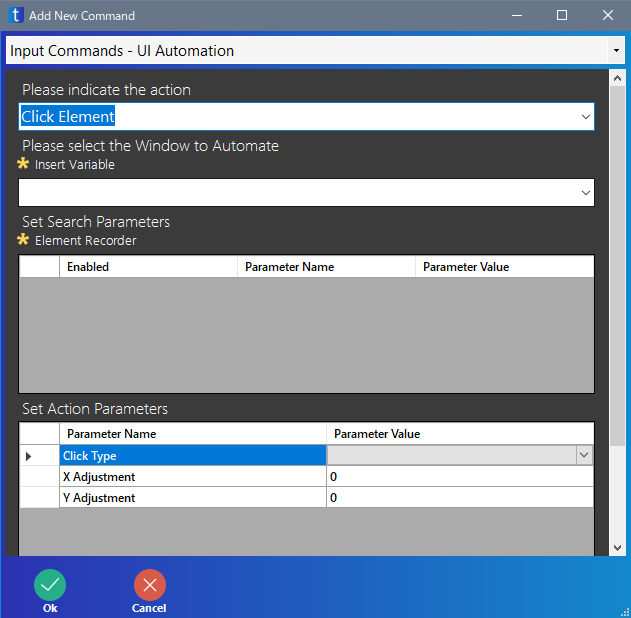 t Add New Command
Input Commands - UI Automation
Please indicate the action
Click Element
Please select the Window to Automate
Insert Variable
Set Search Parameters
Element Recorder
Enabled Parameter Name Parameter Value
Set Action Parameters
Parameter Name Parameter Value
Click Type
X Adjustment 0
Y Adjustment 0
Ok Cancel